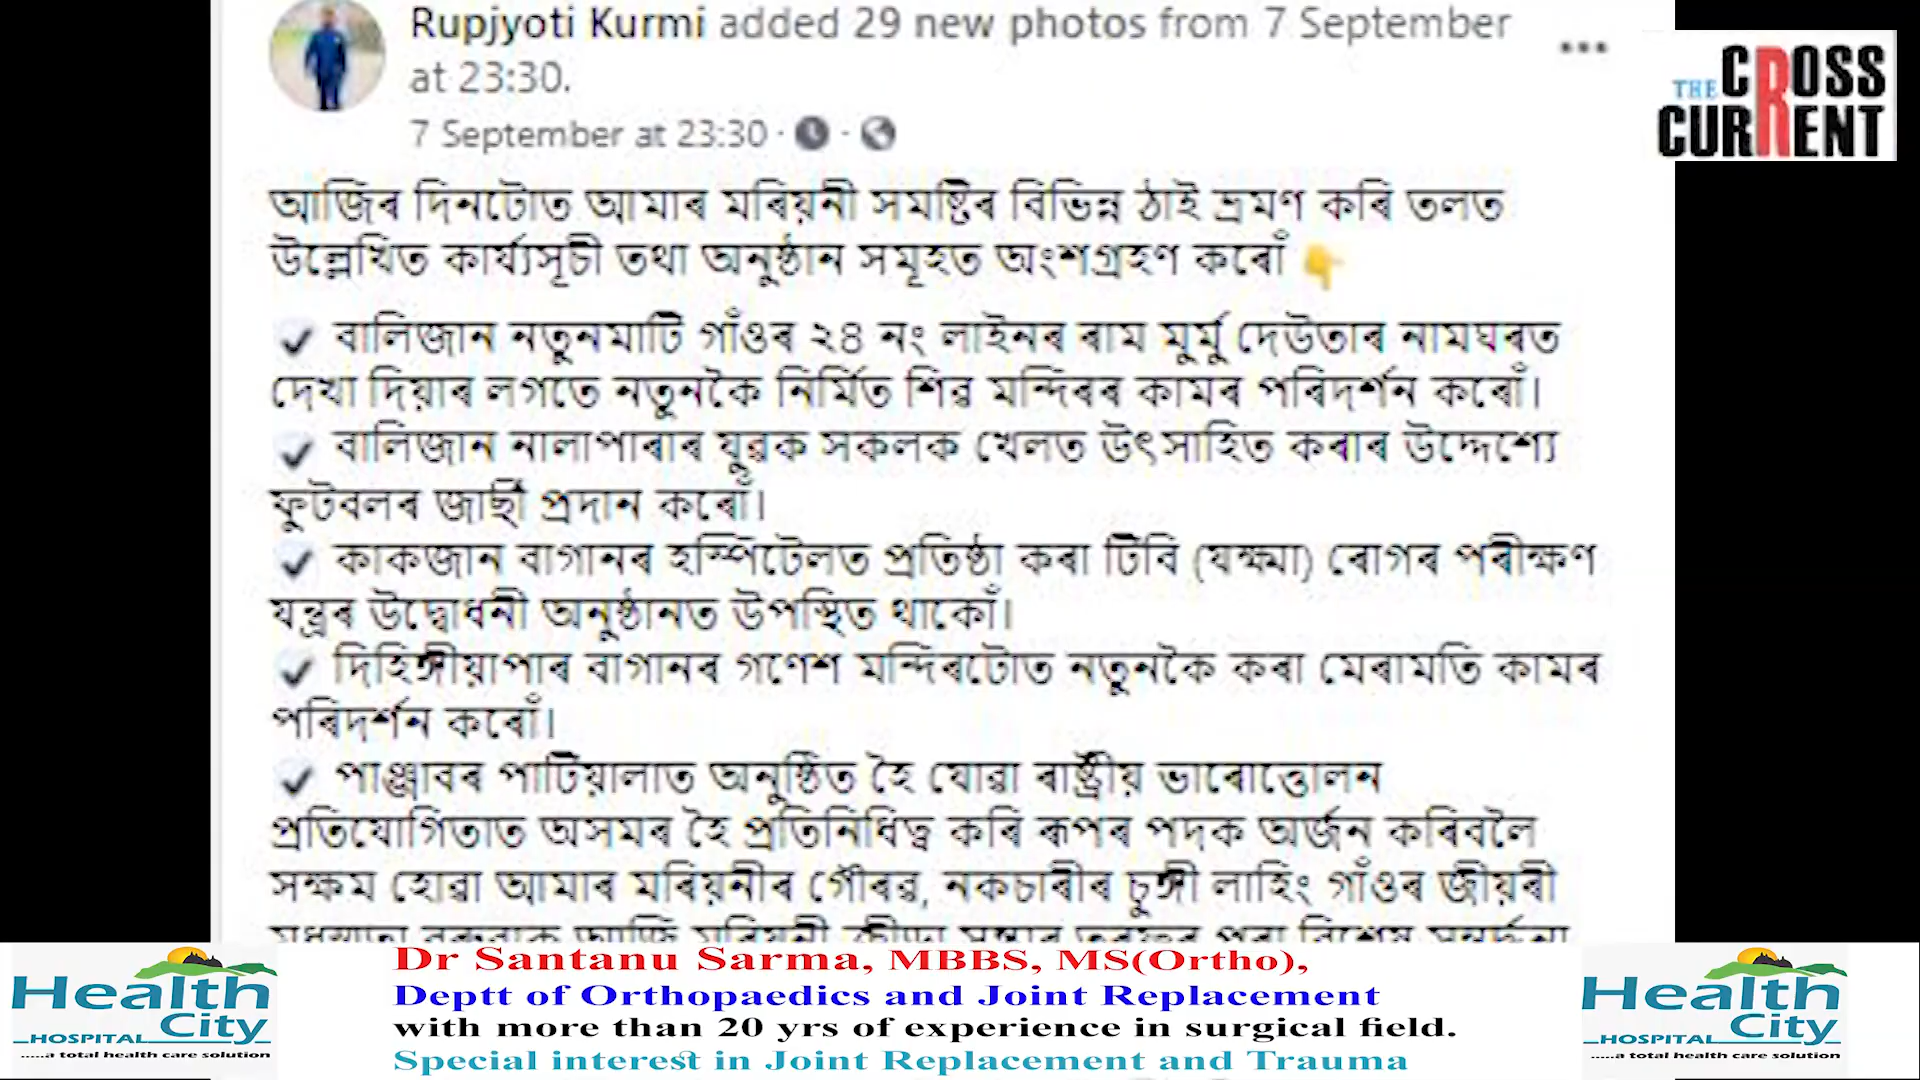 Rupjyoti Kurmi added 29 new photos from 7 September
at 23:30.
7 September at 23:30
THE CROSS
CURRENT
আজিৰ দিনটোত আমাৰ মৰিয়নী সমষ্টিৰ বিভিন্ন ঠাই ভ্ৰমণ কৰি তলত
উল্লেখিত কাৰ্য্যসূচী তথা অনুষ্ঠান সমূহত অংশগ্ৰহণ কৰোঁ 👇
✔ বালিজান নতুনমাটি গাঁওৰ ২৪ নং লাইনৰ ৰাম মুৰ্মু দেউতাৰ নামঘৰত
দেখা দিয়াৰ লগতে নতুনকৈ নিৰ্মিত শিৱ মন্দিৰৰ কামৰ পৰিদৰ্শন কৰোঁ।
✔ বালিজান নালাপাৰাৰ যুৱক সকলক খেলত উৎসাহিত কৰাৰ উদ্দেশ্যে
ফুটবলৰ জাৰ্ছী প্ৰদান কৰোঁ।
✔ কাকজান বাগানৰ হস্পিটেলত প্ৰতিষ্ঠা কৰা টিবি (যক্ষ্মা) ৰোগৰ পৰীক্ষণ
যন্ত্ৰৰ উদ্বোধনী অনুষ্ঠানত উপস্থিত থাকোঁ।
✔ দিহিঙ্গীয়াপাৰ বাগানৰ গণেশ মন্দিৰটোত নতুনকৈ কৰা মেৰামতি কামৰ
পৰিদৰ্শন কৰোঁ।
✔ পাঞ্জাবৰ পাটিয়ালাত অনুষ্ঠিত হৈ যোৱা ৰাষ্ট্ৰীয় ভাৰোত্তোলন
প্ৰতিযোগিতাত অসমৰ হৈ প্ৰতিনিধিত্ব কৰি ৰূপৰ পদক অৰ্জন কৰিবলৈ
সক্ষম হোৱা আমাৰ মৰিয়নীৰ গৌৰৱ, নকচাৰীৰ চুঙ্গী লাহিং গাঁওৰ জীয়ৰী
Health
City
HOSPITAL
.....a total health care solution
Dr Santanu Sarma, MBBS, MS(Ortho),
Deptt of Orthopaedics and Joint Replacement
with more than 20 yrs of experience in surgical field.
Special interest in Joint Replacement and Trauma
Health
City
HOSPITAL
.....a total health care solution